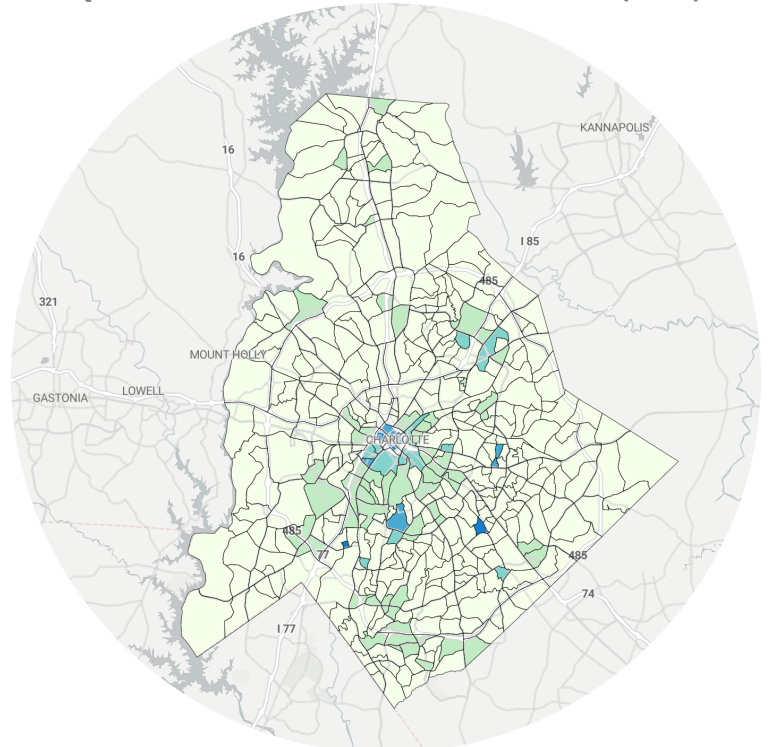 KANNAPOLIS
16
I 85
16
485
321
MOUNT HOLLY
LOWELL
GASTONIA
CHARLOTTE
485
77
485
74
I 77